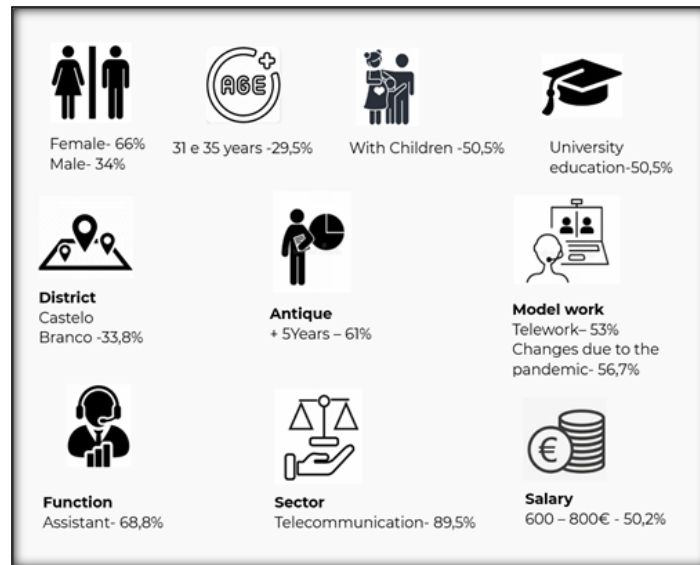 AGE+
Female- 66%
Male- 34%
31 e 35 years -29,5%
With Children -50,5%
University
education-50,5%
District
Castelo
Branco -33,8%
Antique
+ 5Years – 61%
Model work
Telework– 53%
Changes due to the
pandemic- 56,7%
Function
Assistant- 68,8%
Sector
Telecommunication- 89,5%
€
Salary
600 – 800€ - 50,2%